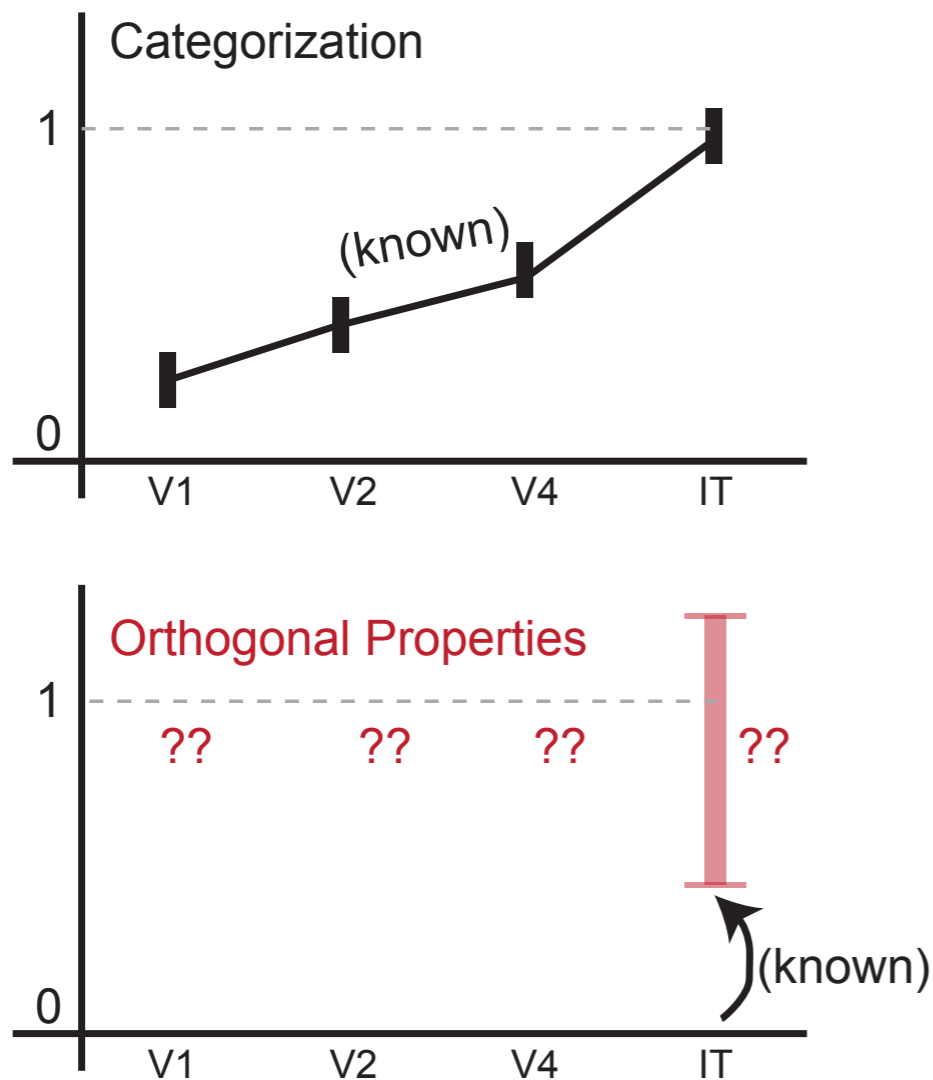 Categorization
1
(known)
0
V1 V2 V4 IT
Orthogonal Properties
1
?? ?? ?? ??
(known)
0
V1 V2 V4 IT